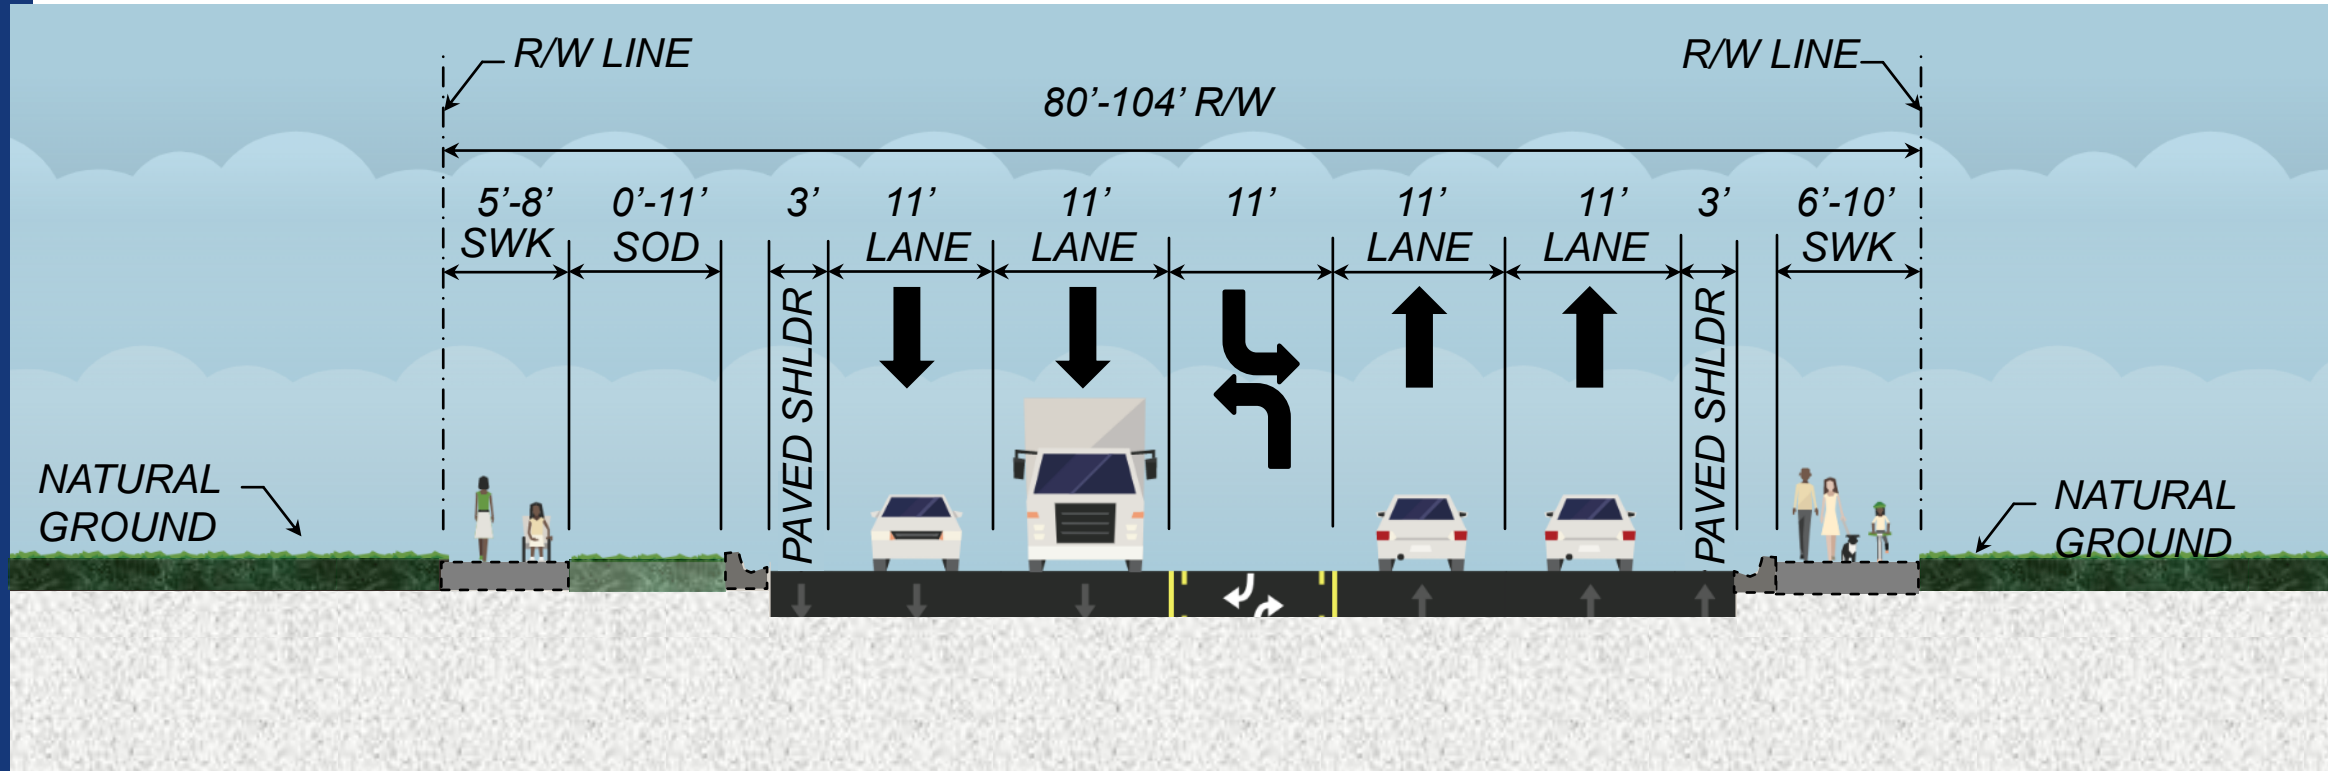 R/W LINE
R/W LINE
80’-104’ R/W
5’-8’
SWK
0’-11’
SOD
3’
PAVED SHLDR
11’
LANE
11’
LANE
11’
11’
LANE
11’
LANE
3’
PAVED SHLDR
6’-10’
SWK
NATURAL
GROUND
NATURAL
GROUND